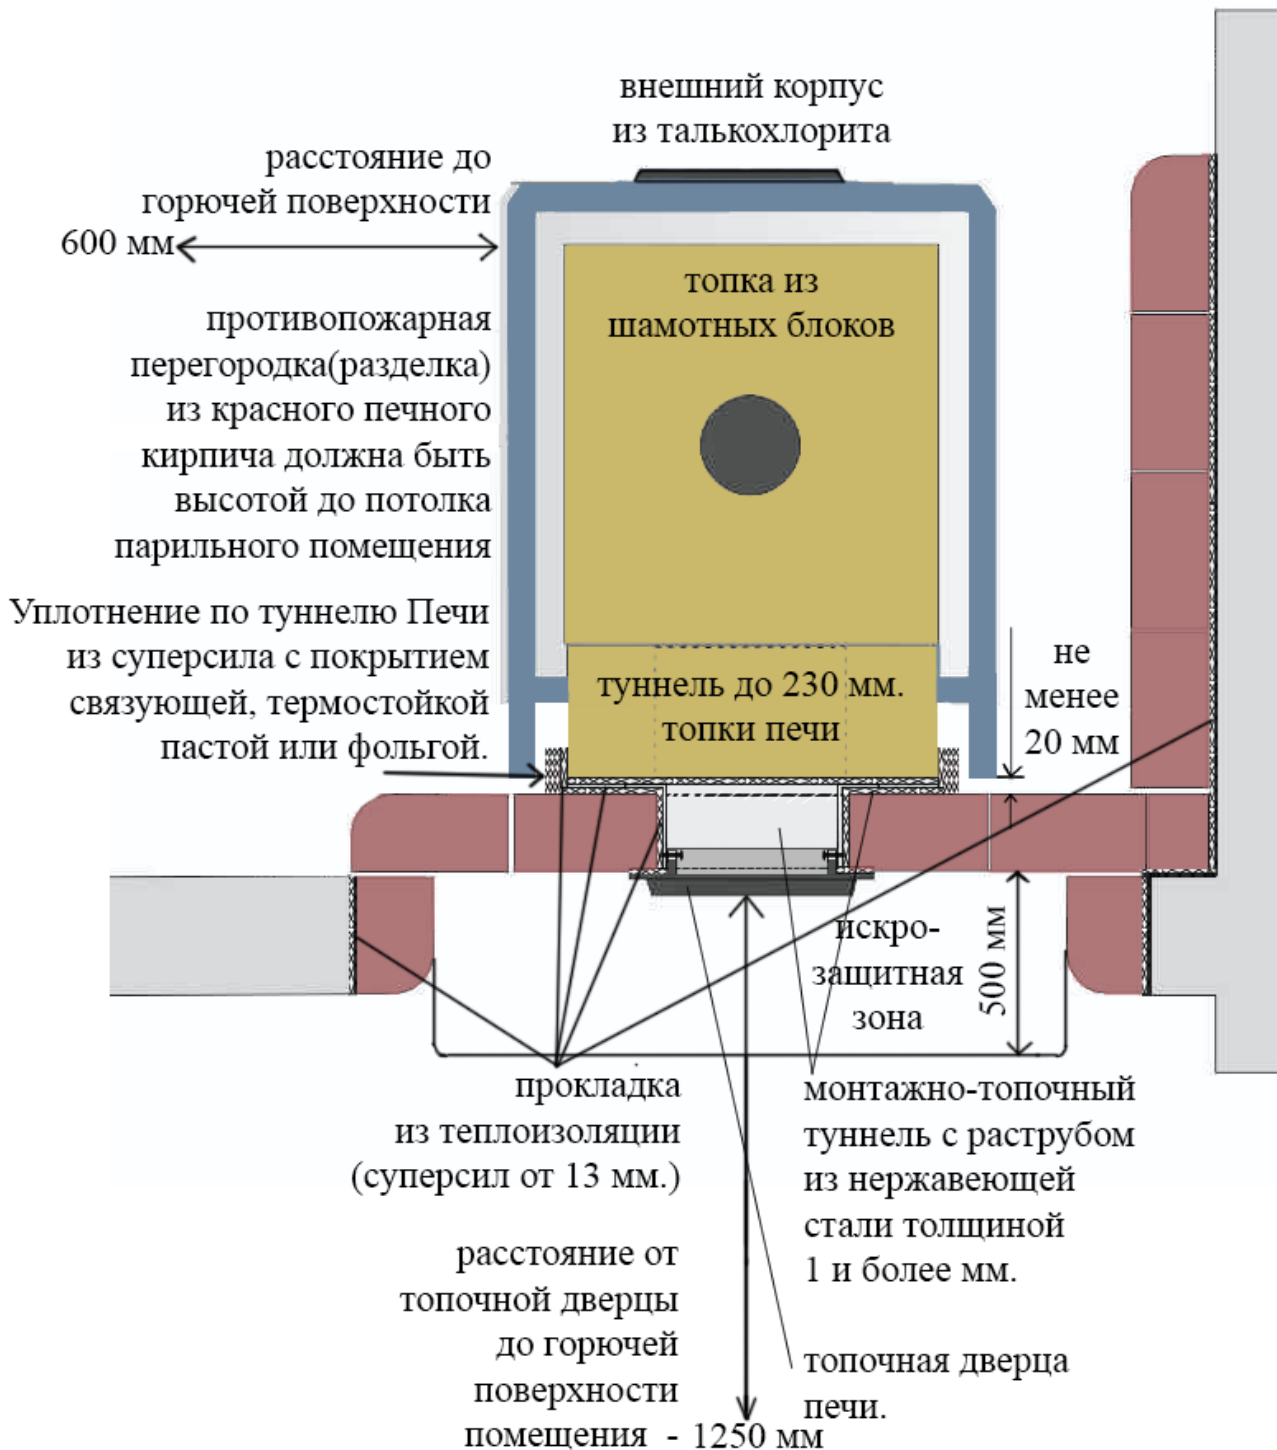 внешний корпус
из талькохлорита
расстояние до
горючей поверхности
600 мм
топка из
шамотных блоков
противопожарная
перегородка(разделка)
из красного печного
кирпича должна быть
высотой до потолка
парильного помещения
Уплотнение по туннелю Печи
из суперсила с покрытием
связующей, термостойкой
пастой или фольгой.
туннель до 230 мм.
топки печи
не
менее
20 мм
искро-
защитная
зона
500 мм
прокладка
из теплоизоляции
(суперсил от 13 мм.)
монтажно-топочный
туннель с раструбом
из нержавеющей
стали толщиной
1 и более мм.
расстояние от
топочной дверцы
до горючей
поверхности
помещения - 1250 мм
топочная дверца
печи.